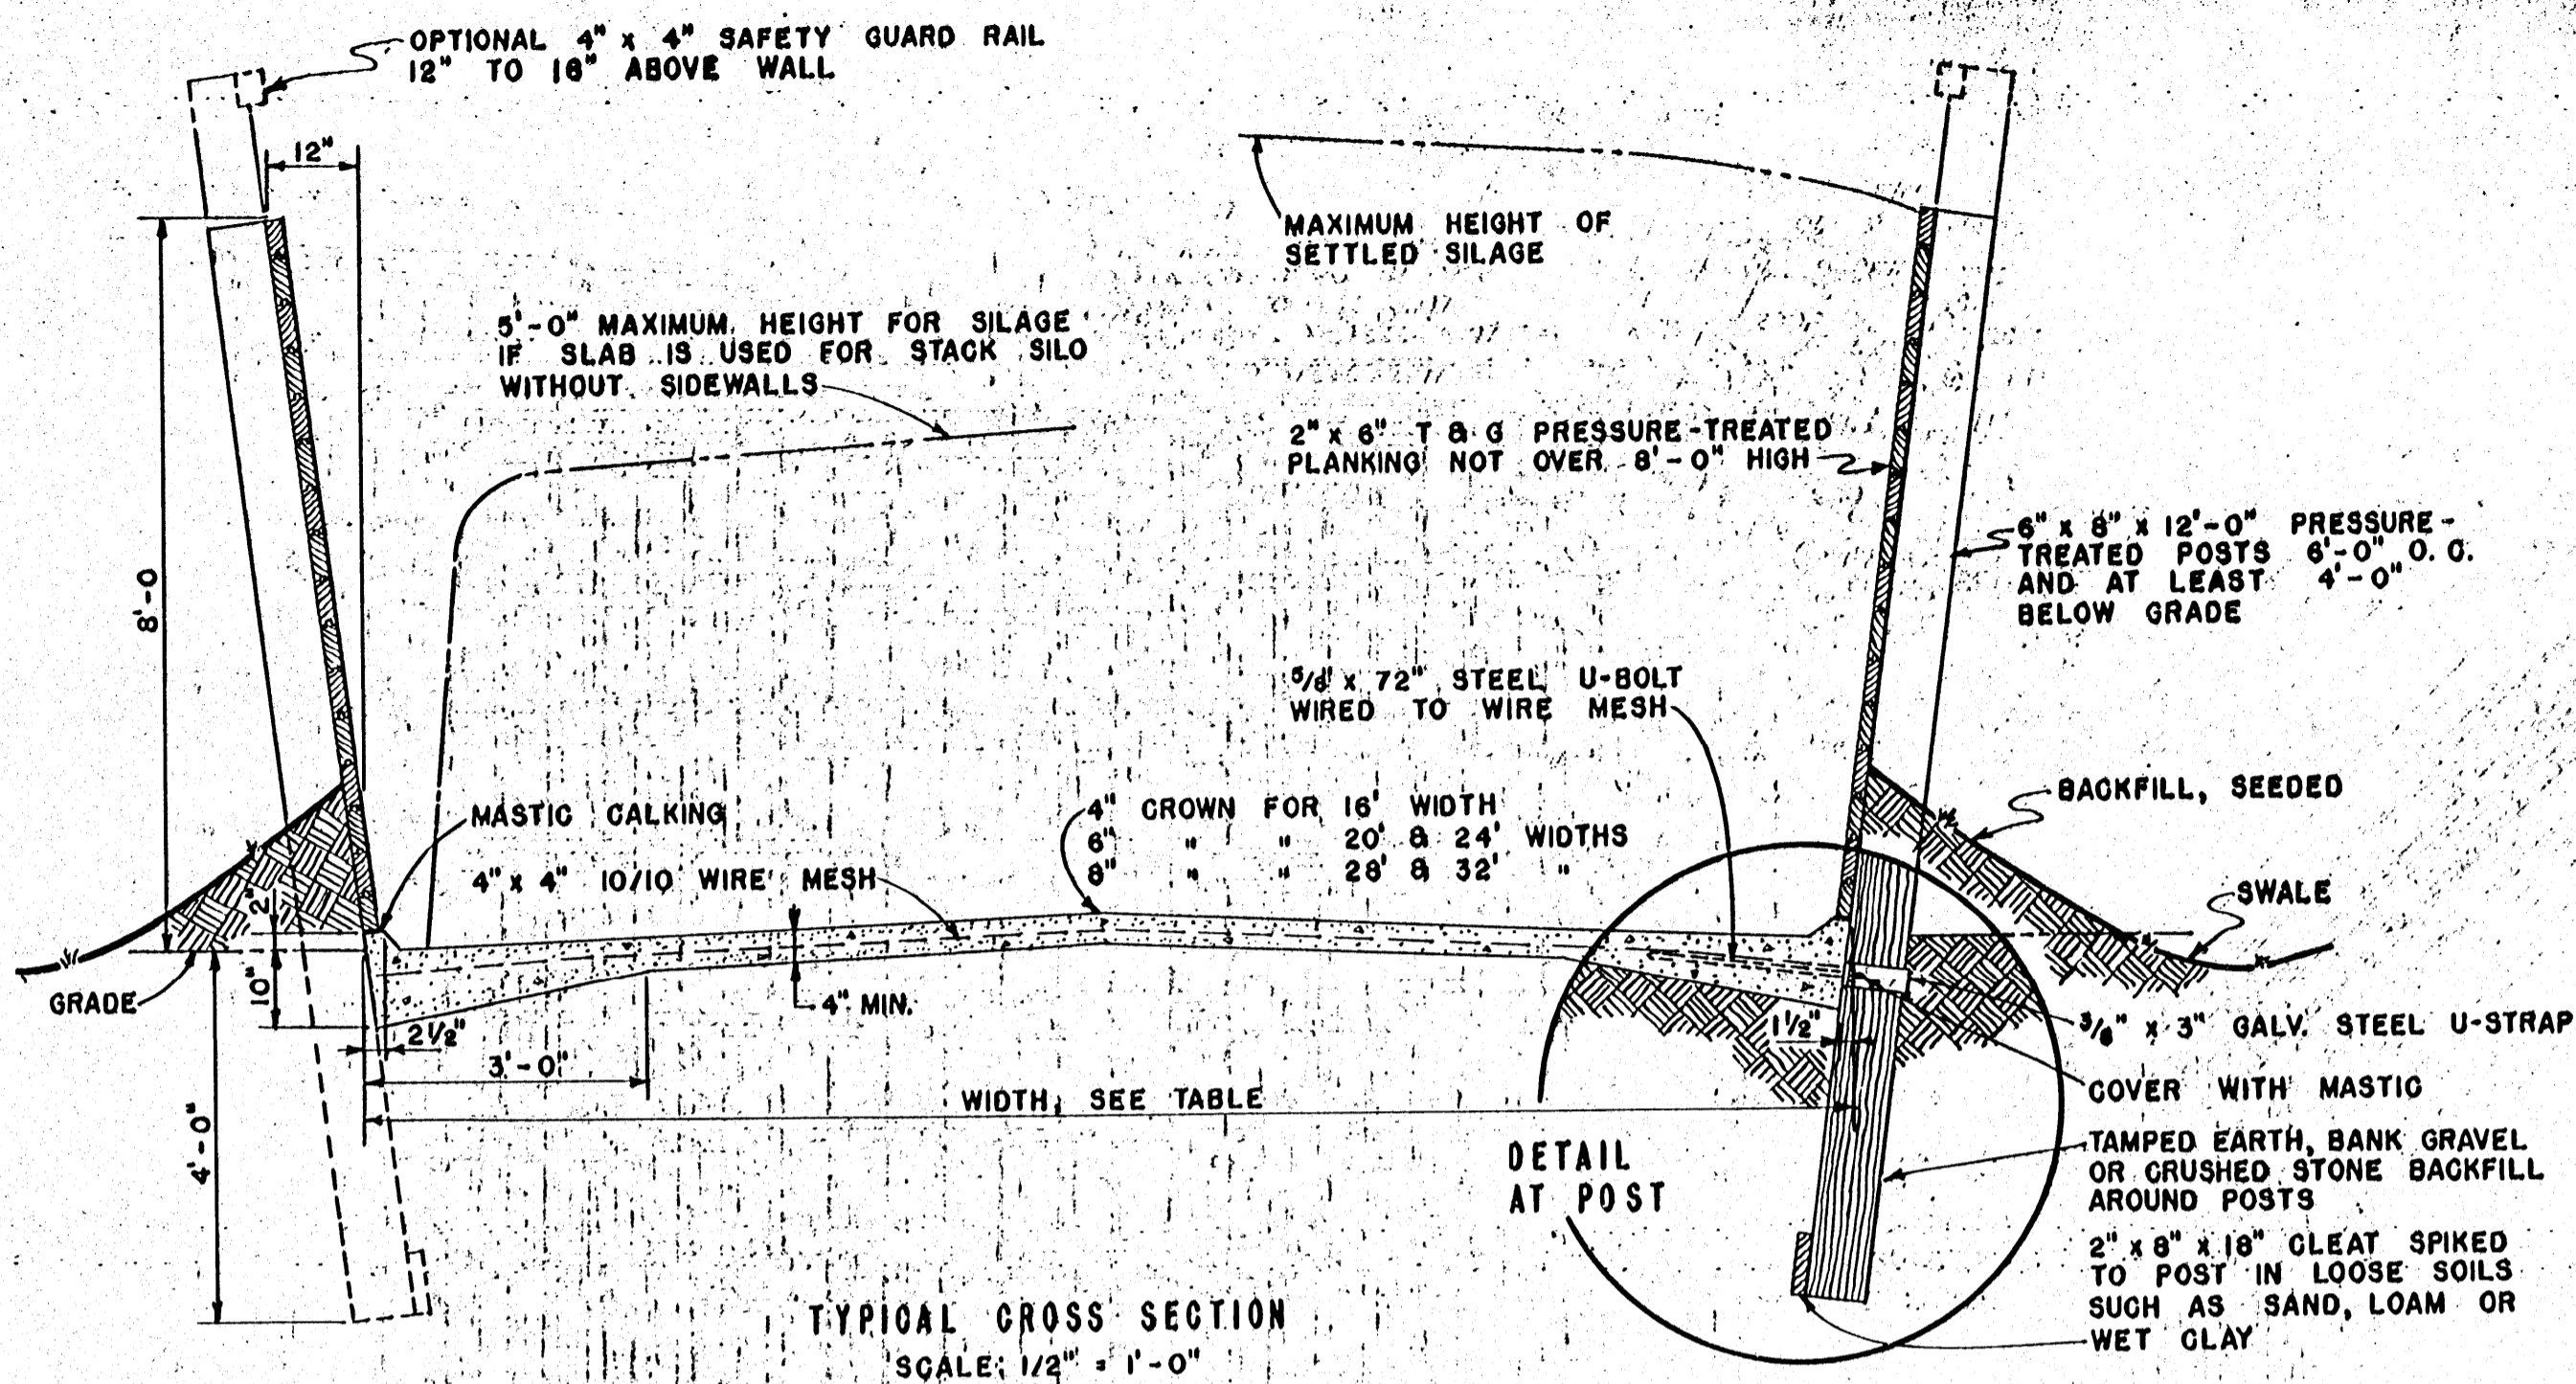 OPTIONAL 4" x 4" SAFETY GUARD RAIL
12" TO 18" ABOVE WALL
12"
MAXIMUM HEIGHT OF
SETTLED SILAGE
5'-0" MAXIMUM HEIGHT FOR SILAGE
IF SLAB IS USED FOR STACK SILO
WITHOUT SIDEWALLS
2" x 6" T & G PRESSURE-TREATED
PLANKING NOT OVER 8'-0" HIGH
6" x 8" x 12'-0" PRESSURE-
TREATED POSTS 6'-0" O.C.
AND AT LEAST 4'-0"
BELOW GRADE
8'-0
5/8" x 72" STEEL U-BOLT
WIRED TO WIRE MESH
BACKFILL, SEEDED
MASTIC CALKING
4" CROWN FOR 16' WIDTH
6" " " 20' & 24' WIDTHS
8" " " 28' & 32' "
4" x 4" 10/10 WIRE MESH
SWALE
2"
10"
GRADE
4" MIN.
2 1/2"
3'-0"
1 1/2"
3/8" x 3" GALV. STEEL U-STRAP
COVER WITH MASTIC
WIDTH, SEE TABLE
4'-0"
DETAIL
AT POST
TAMPED EARTH, BANK GRAVEL
OR CRUSHED STONE BACKFILL
AROUND POSTS
2" x 8" x 18" CLEAT SPIKED
TO POST IN LOOSE SOILS
SUCH AS SAND, LOAM OR
WET CLAY
TYPICAL CROSS SECTION
SCALE: 1/2" = 1'-0"